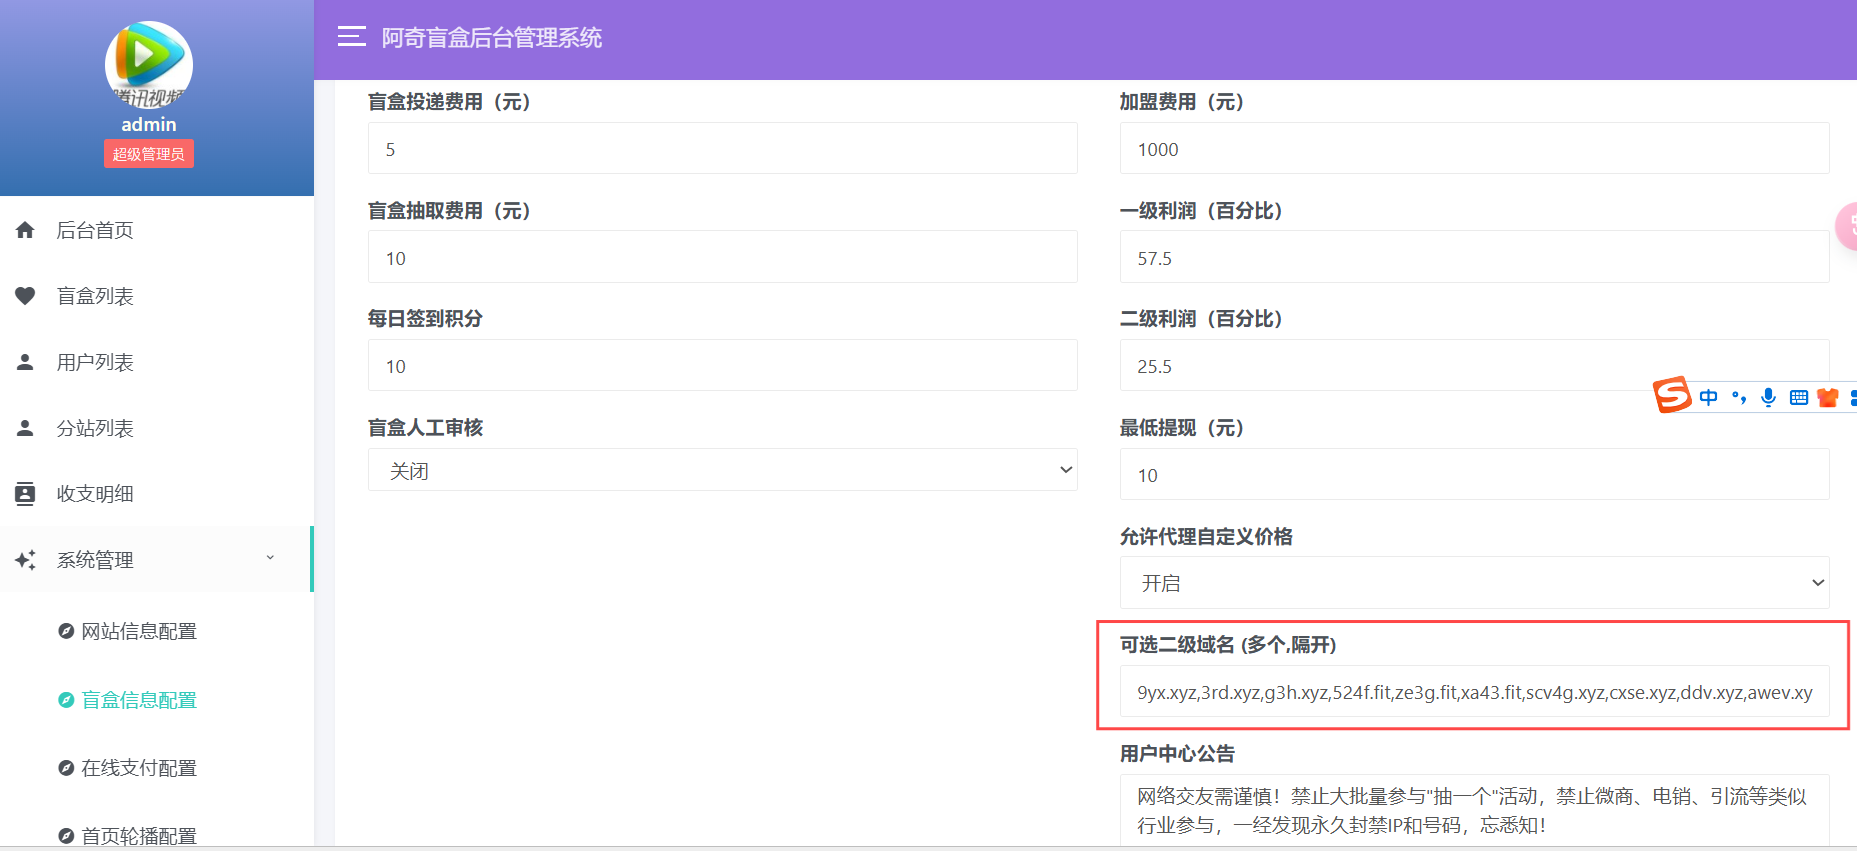 阿奇盲盒后台管理系统
腾讯视频
admin
超级管理员
后台首页
盲盒列表
用户列表
分站列表
收支明细
系统管理
网站信息配置
盲盒信息配置
在线支付配置
首页轮播配置
盲盒投递费用（元）
5
盲盒抽取费用（元）
10
每日签到积分
10
盲盒人工审核
关闭
加盟费用（元）
1000
一级利润（百分比）
57.5
二级利润（百分比）
25.5
中
最低提现（元）
10
允许代理自定义价格
开启
可选二级域名 (多个,隔开)
9yx.xyz,3rd.xyz,g3h.xyz,524f.fit,ze3g.fit,xa43.fit,scv4g.xyz,cxse.xyz,ddv.xyz,awev.xy
用户中心公告
网络交友需谨慎！禁止大批量参与"抽一个"活动，禁止微商、电销、引流等类似
行业参与，一经发现永久封禁IP和号码，忘悉知！